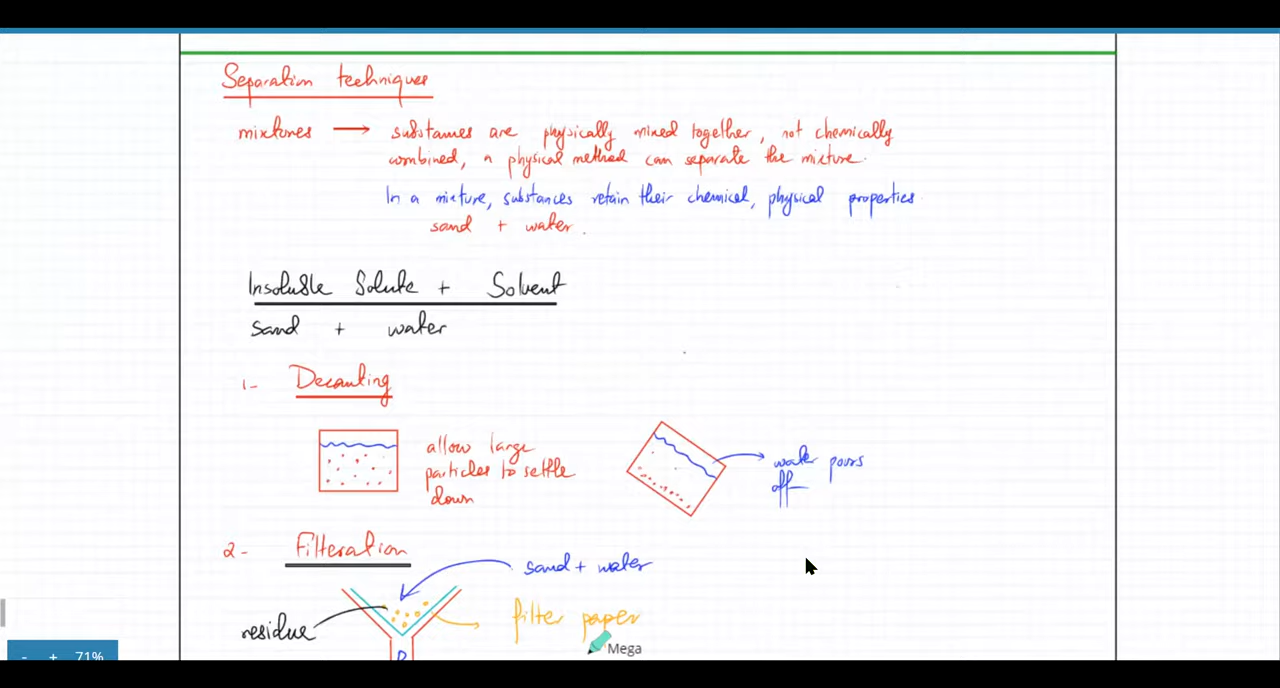 Separation techniques
mixtures → substances are physically mixed together, not chemically
combined, a physical method can separate the mixture.
In a mixture, substances retain their chemical, physical properties
sand + water.
Insoluble Solute + Solvent
sand + water
1- Decanting
allow large
particles to settle
down
water pours
off
2- Filteration
sand + water
filter paper
residue
Mega
- + 71%